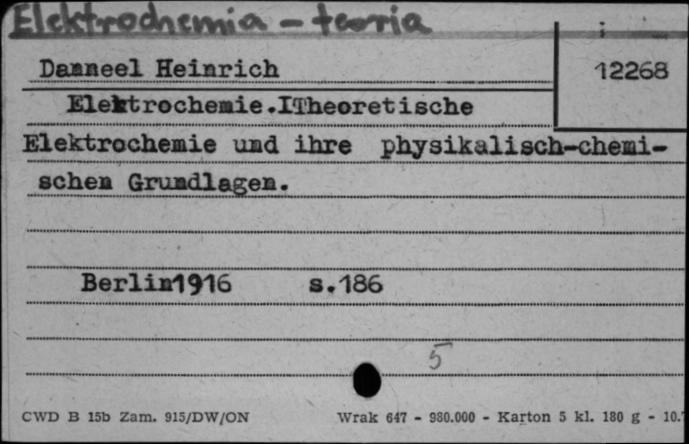 Elektrochemia - teoria
Danneel Heinrich
12268
Elektrochemie.ITheoretische
Elektrochemie und ihre physikalisch-chemi-
schen Grundlagen.
Berlin1916 s.186
5
CWD B 15b Zam. 915/DW/ON Wrak 647 - 980.000 - Karton 5 kl. 180 g - 10.